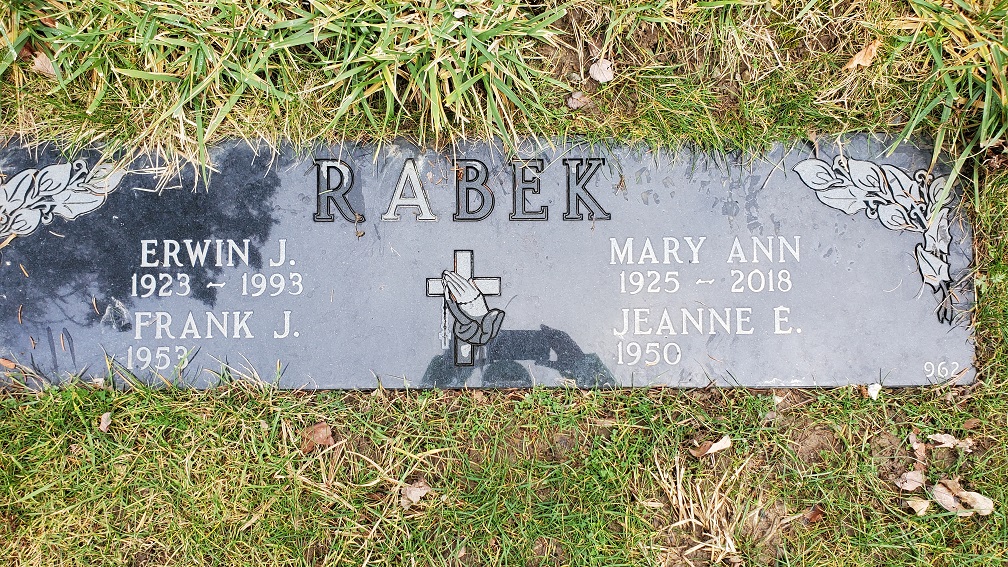 RABEK
ERWIN J.
1923 ~ 1993
FRANK J.
1953
MARY ANN
1925 ~ 2018
JEANNE E.
1950
962